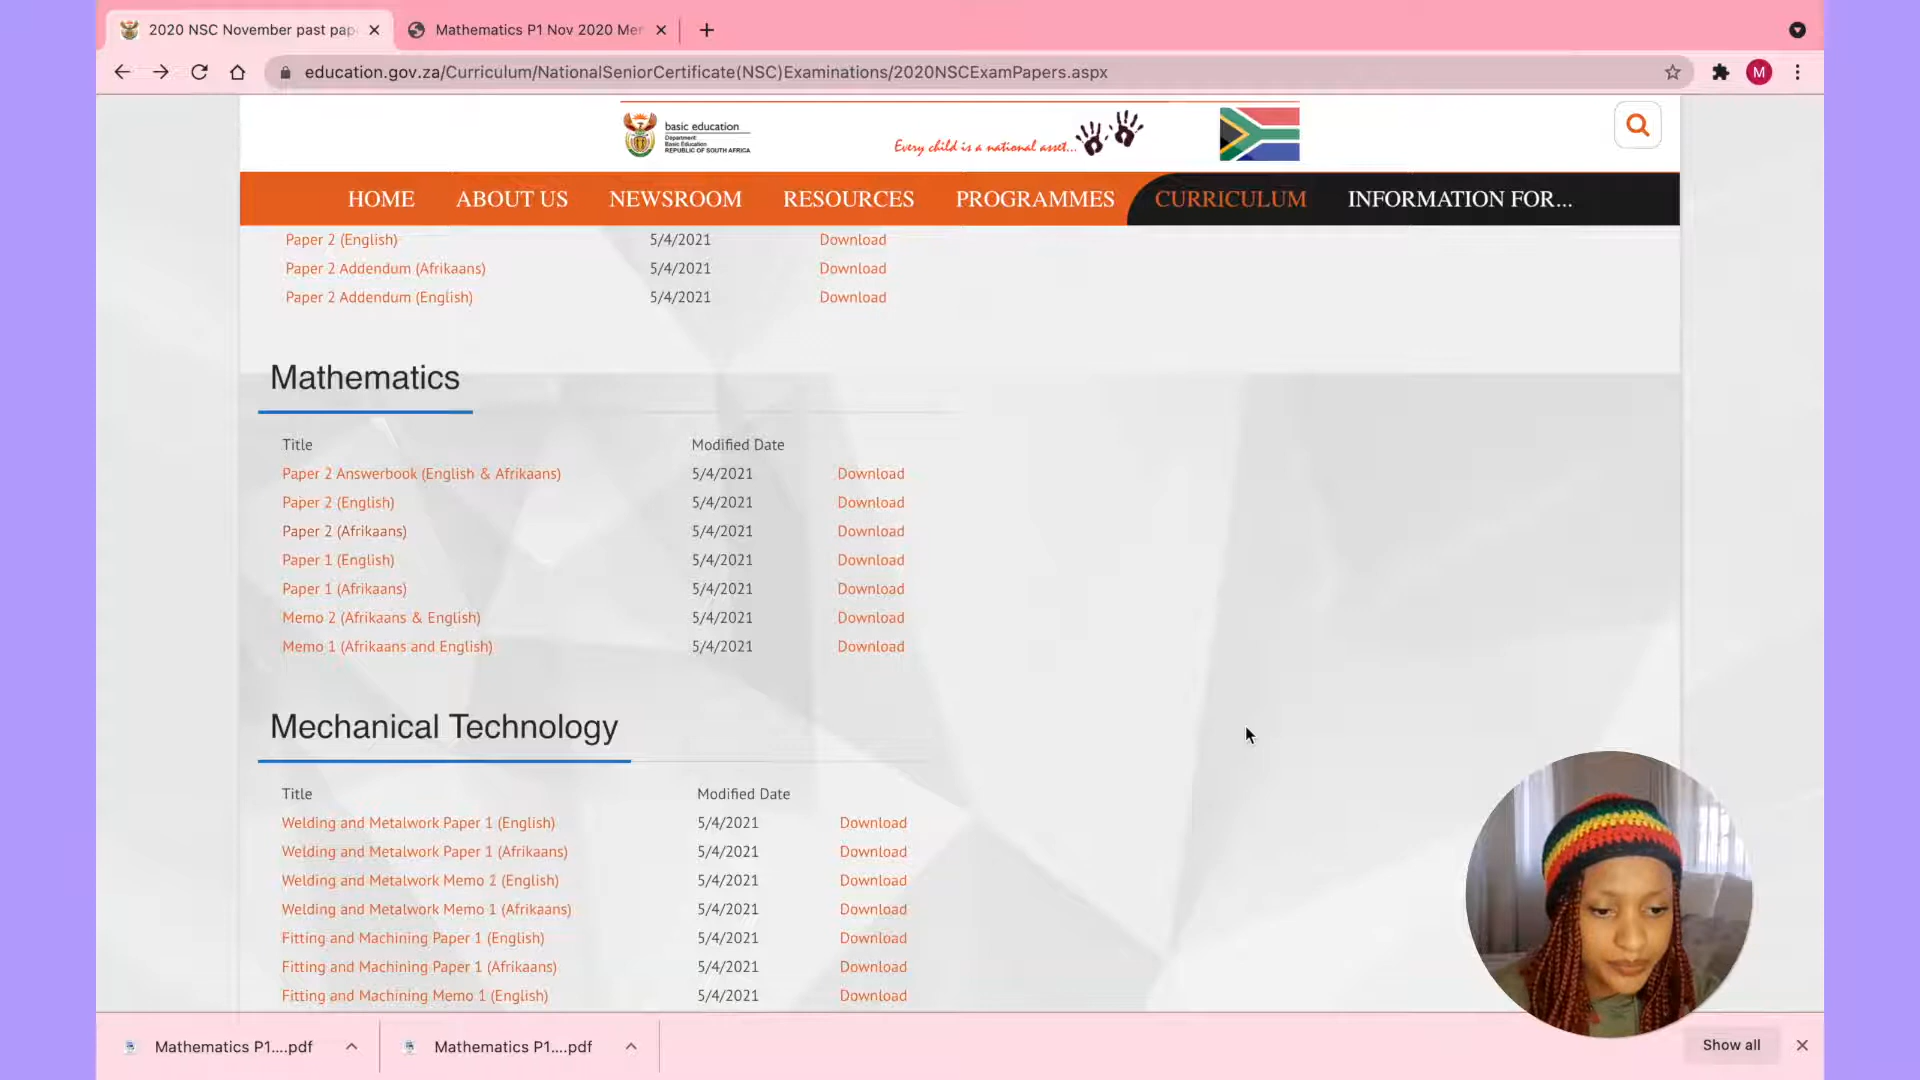 2020 NSC November past pap
Mathematics P1 Nov 2020 Mer
education.gov.za/Curriculum/NationalSeniorCertificate(NSC)Examinations/2020NSCExamPapers.aspx
M
basic education
Department:
Basic Education
REPUBLIC OF SOUTH AFRICA
Every child is a national asset...
HOME ABOUT US NEWSROOM RESOURCES PROGRAMMES CURRICULUM INFORMATION FOR...
Paper 2 (English) 5/4/2021 Download
Paper 2 Addendum (Afrikaans) 5/4/2021 Download
Paper 2 Addendum (English) 5/4/2021 Download
Mathematics
Title Modified Date
Paper 2 Answerbook (English & Afrikaans) 5/4/2021 Download
Paper 2 (English) 5/4/2021 Download
Paper 2 (Afrikaans) 5/4/2021 Download
Paper 1 (English) 5/4/2021 Download
Paper 1 (Afrikaans) 5/4/2021 Download
Memo 2 (Afrikaans & English) 5/4/2021 Download
Memo 1 (Afrikaans and English) 5/4/2021 Download
Mechanical Technology
Title Modified Date
Welding and Metalwork Paper 1 (English) 5/4/2021 Download
Welding and Metalwork Paper 1 (Afrikaans) 5/4/2021 Download
Welding and Metalwork Memo 1 (English) 5/4/2021 Download
Welding and Metalwork Memo 1 (Afrikaans) 5/4/2021 Download
Fitting and Machining Paper 1 (English) 5/4/2021 Download
Fitting and Machining Paper 1 (Afrikaans) 5/4/2021 Download
Fitting and Machining Memo 1 (English) 5/4/2021 Download
Mathematics P1....pdf
Mathematics P1....pdf
Show all